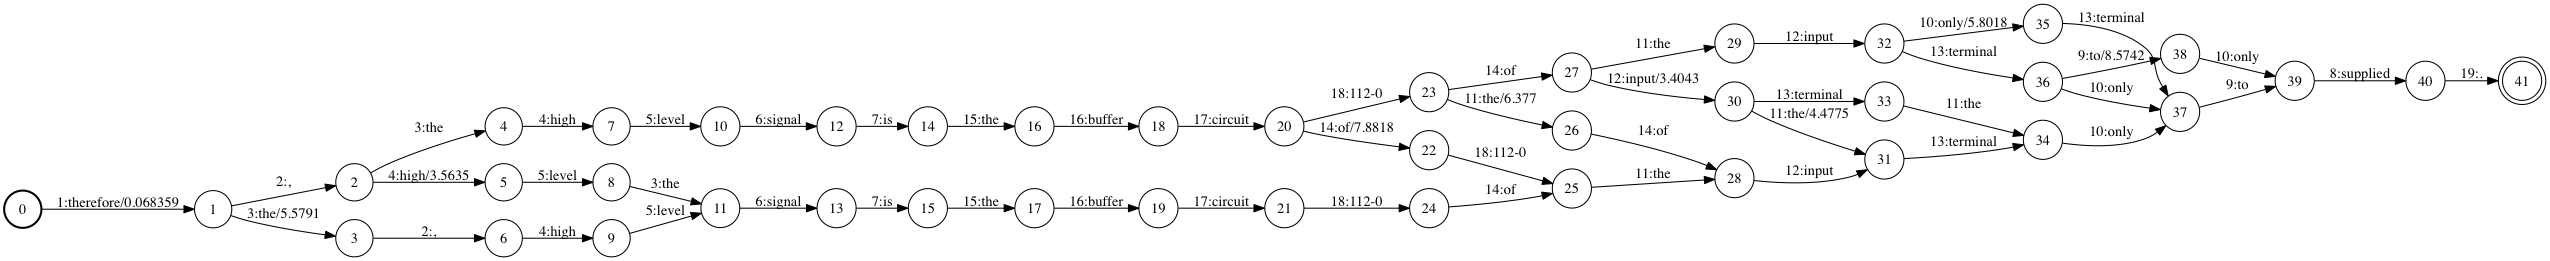 0
1:therefore/0.068359
1
2:,
3:the/5.5791
2
3
3:the
4:high/3.5635
2:,
4
5
6
4:high
5:level
4:high
7
8
9
5:level
3:the
5:level
10
11
6:signal
6:signal
12
13
7:is
7:is
14
15
15:the
15:the
16
17
16:buffer
16:buffer
18
19
17:circuit
17:circuit
20
21
18:112-0
14:of/7.8818
18:112-0
23
22
24
14:of
11:the/6.377
18:112-0
14:of
27
26
25
11:the
12:input/3.4043
14:of
11:the
29
30
28
12:input
13:terminal
11:the/4.4775
12:input
32
33
31
10:only/5.8018
13:terminal
11:the
13:terminal
35
36
34
13:terminal
9:to/8.5742
10:only
10:only
38
37
10:only
9:to
39
8:supplied
40
19:.
41